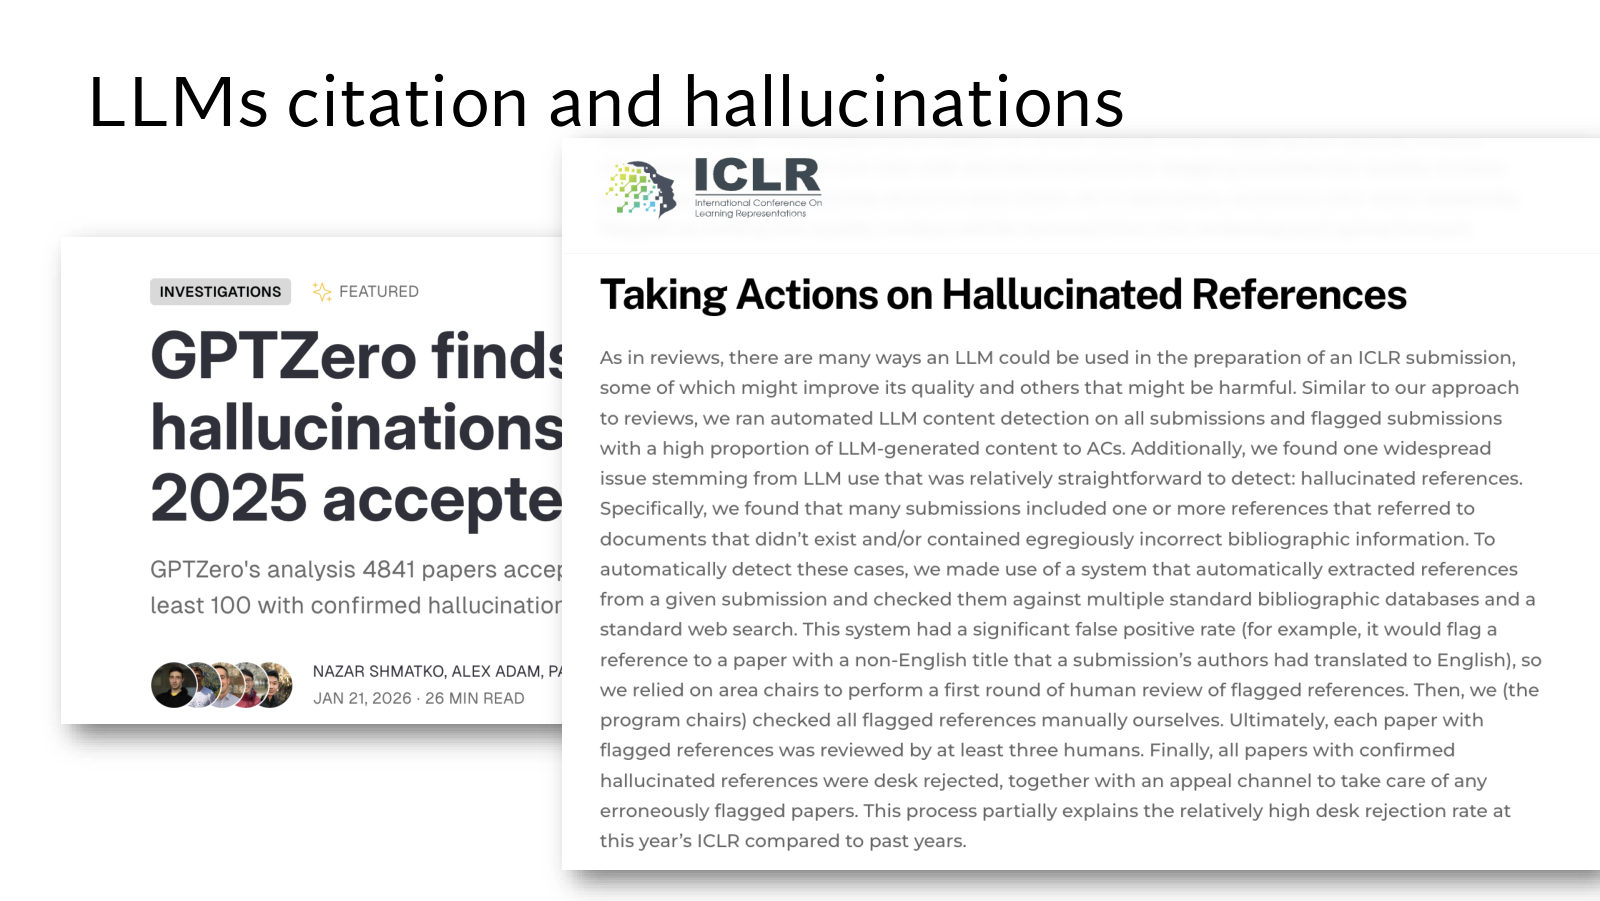 LLMs citation and hallucinations
INVESTIGATIONS
FEATURED
GPTZero finds
hallucinations
2025 accepte
GPTZero's analysis 4841 papers accep
least 100 with confirmed hallucination
NAZAR SHMATKO, ALEX ADAM, PA
JAN 21, 2026 · 26 MIN READ
ICLR
International Conference On
Learning Representations
Taking Actions on Hallucinated References
As in reviews, there are many ways an LLM could be used in the preparation of an ICLR submission,
some of which might improve its quality and others that might be harmful. Similar to our approach
to reviews, we ran automated LLM content detection on all submissions and flagged submissions
with a high proportion of LLM-generated content to ACs. Additionally, we found one widespread
issue stemming from LLM use that was relatively straightforward to detect: hallucinated references.
Specifically, we found that many submissions included one or more references that referred to
documents that didn’t exist and/or contained egregiously incorrect bibliographic information. To
automatically detect these cases, we made use of a system that automatically extracted references
from a given submission and checked them against multiple standard bibliographic databases and a
standard web search. This system had a significant false positive rate (for example, it would flag a
reference to a paper with a non-English title that a submission’s authors had translated to English), so
we relied on area chairs to perform a first round of human review of flagged references. Then, we (the
program chairs) checked all flagged references manually ourselves. Ultimately, each paper with
flagged references was reviewed by at least three humans. Finally, all papers with confirmed
hallucinated references were desk rejected, together with an appeal channel to take care of any
erroneously flagged papers. This process partially explains the relatively high desk rejection rate at
this year’s ICLR compared to past years.